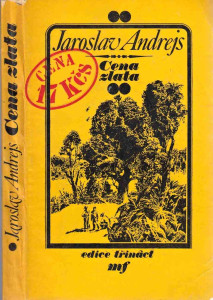 Jaroslav Andrejs Cena zlata
Jaroslav Andrejs
Cena
zlata
CENA
17 Kčs
edice třináct
mf